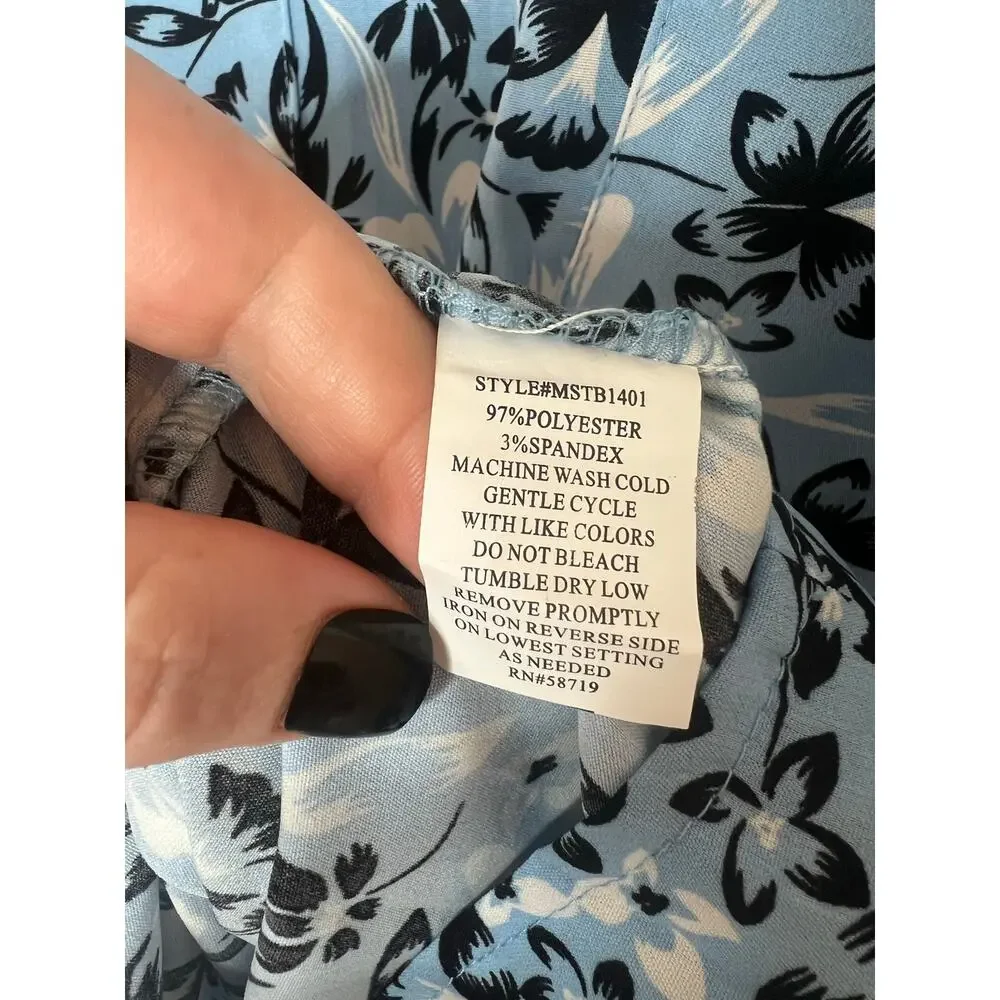 STYLE#MSTB1401
97%POLYESTER
3%SPANDEX
MACHINE WASH COLD
GENTLE CYCLE
WITH LIKE COLORS
DO NOT BLEACH
TUMBLE DRY LOW
REMOVE PROMPTLY
IRON ON REVERSE SIDE
ON LOWEST SETTING
AS NEEDED
RN#58719